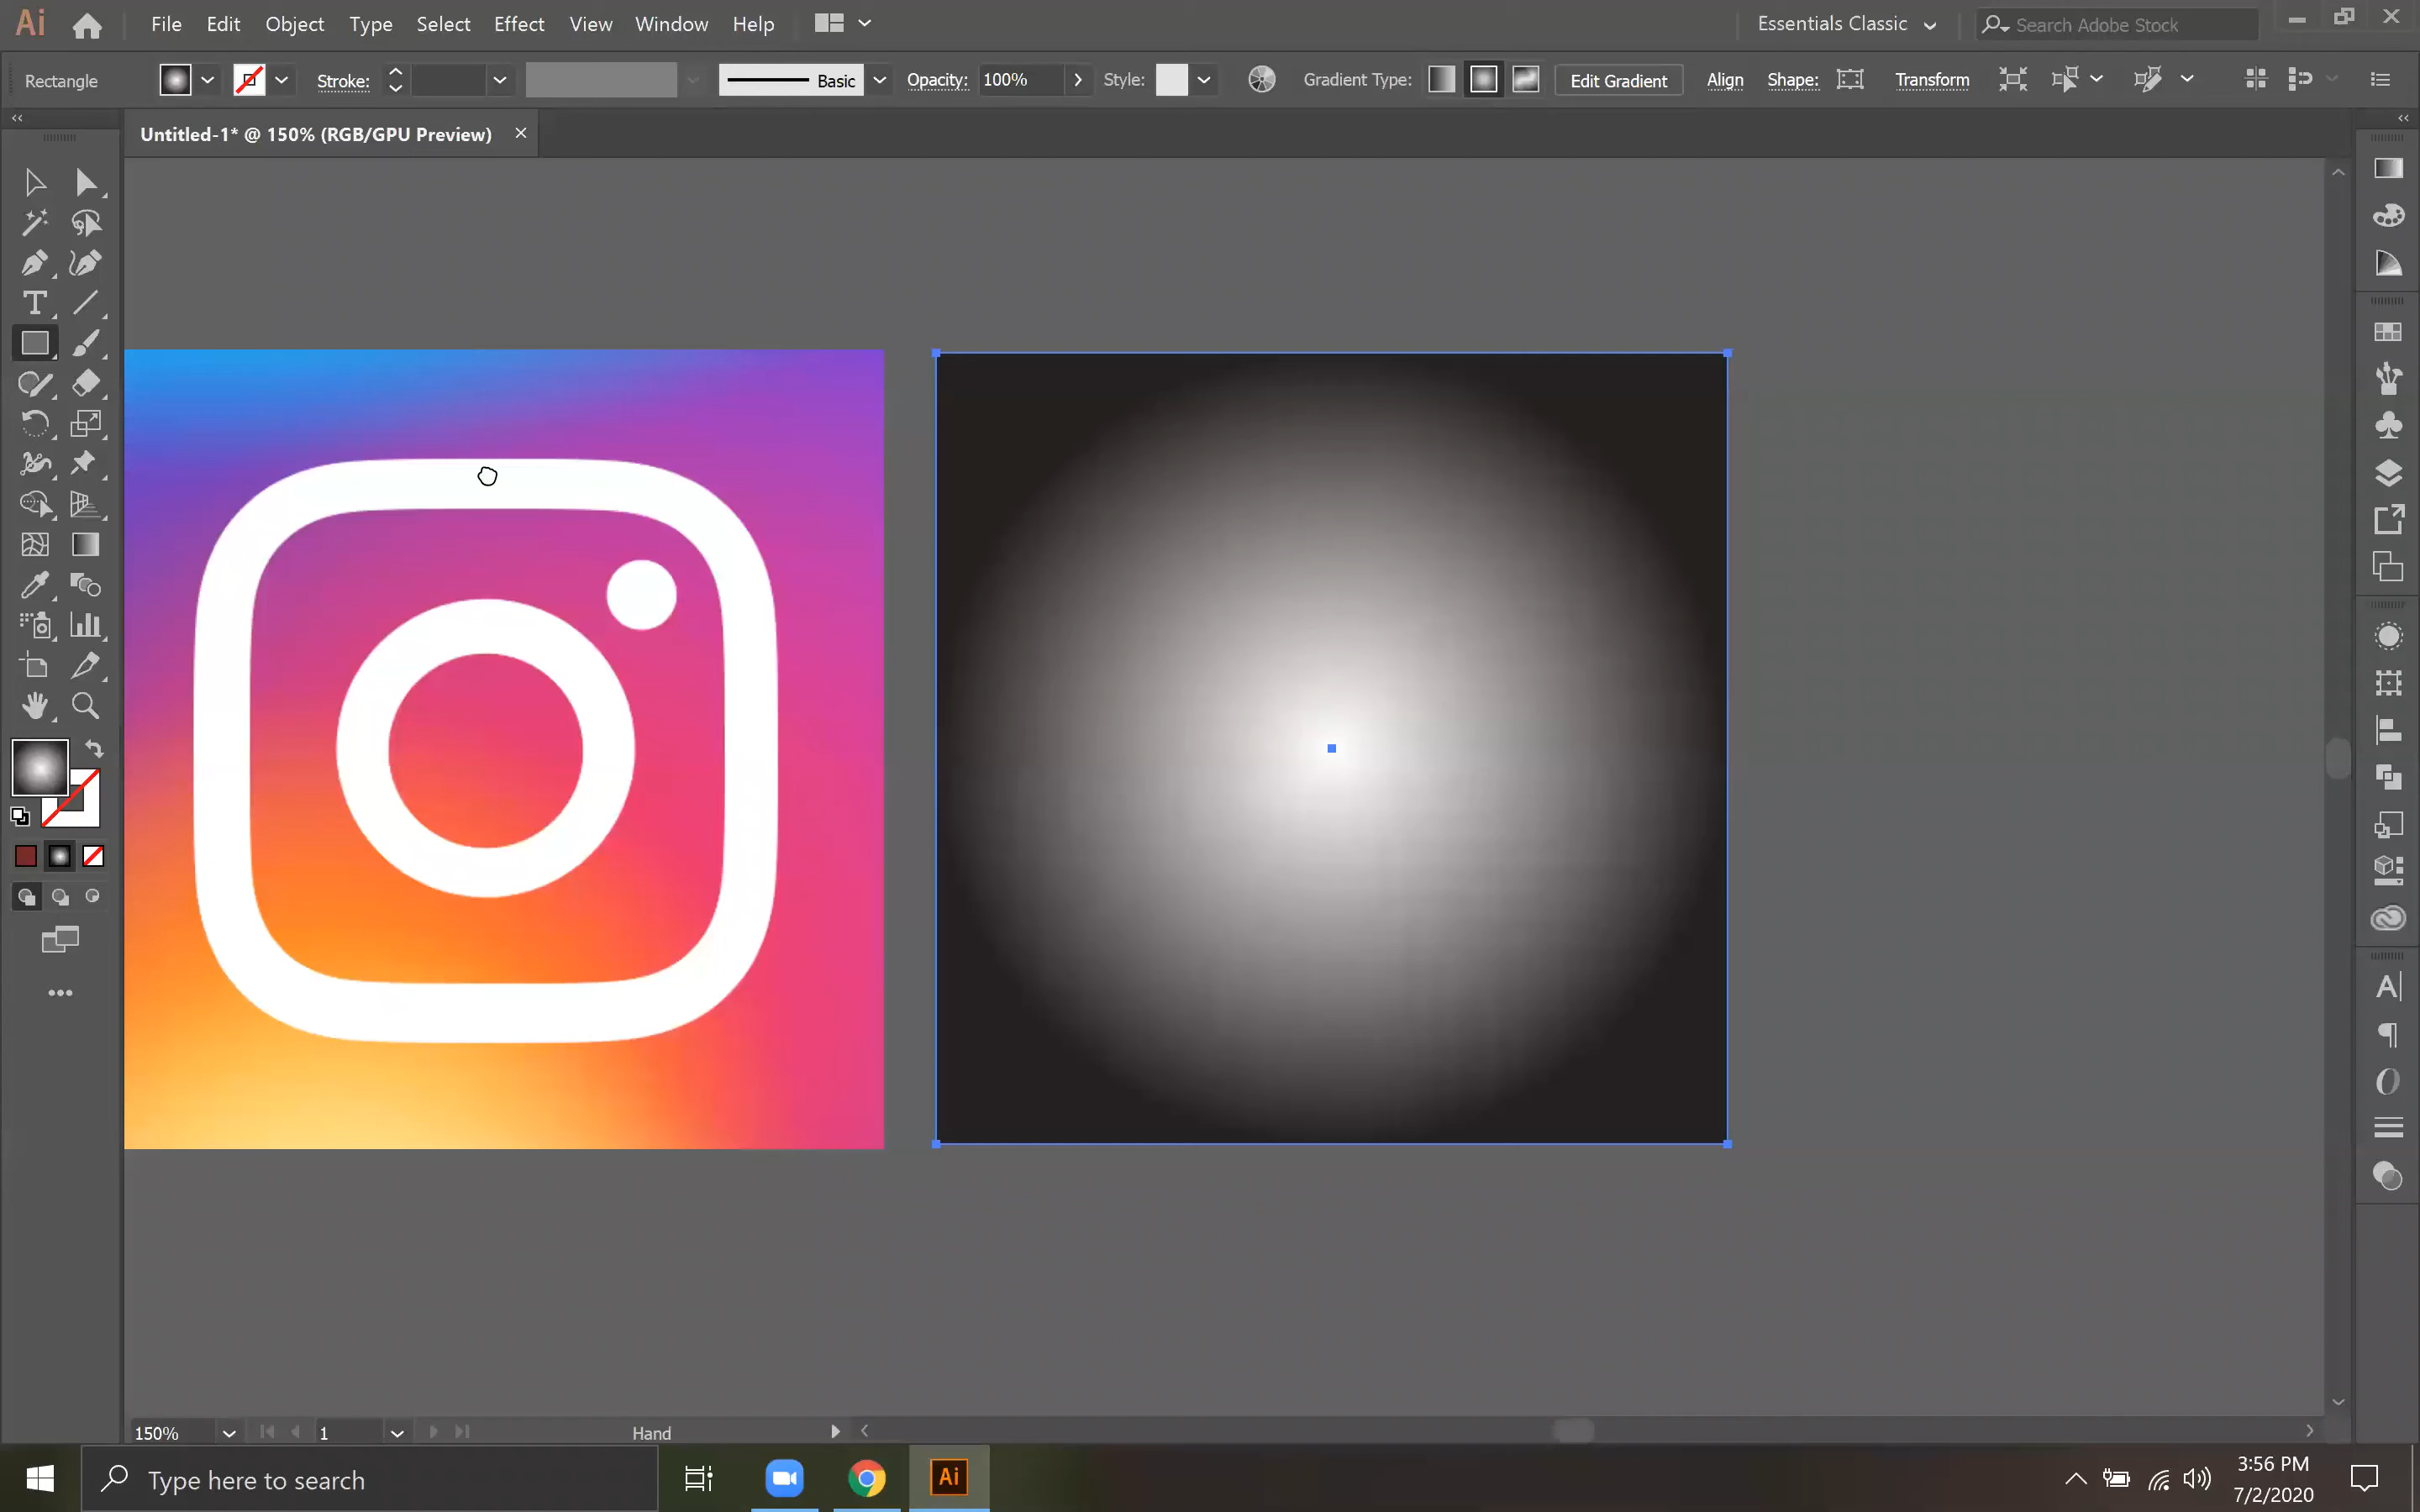 Ai File Edit Object Type Select Effect View Window Help Essentials Classic Search Adobe Stock
Rectangle Stroke: Basic Opacity: 100% Style: Gradient Type: Edit Gradient Align Shape: Transform
Untitled-1* @ 150% (RGB/GPU Preview)
150% 1 Hand
Type here to search Ai
3:56 PM
7/2/2020